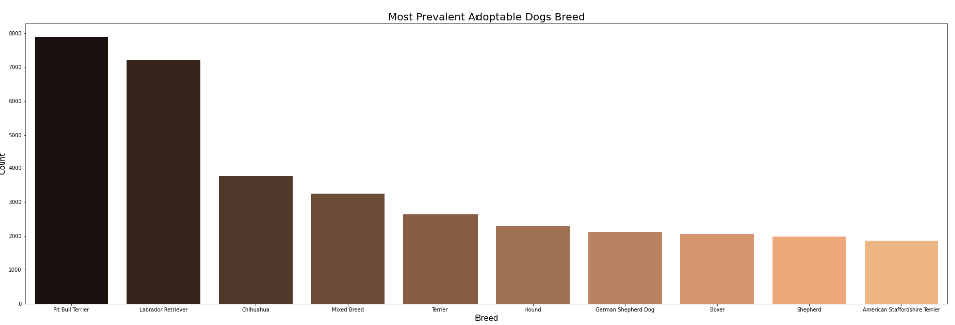 Most Prevalent Adoptable Dogs Breed
8000
7000
6000
5000
4000
3000
2000
1000
0
Count
Pit Bull Terrier
Labrador Retriever
Chihuahua
Mixed Breed
Terrier
Hound
German Shepherd Dog
Boxer
Shepherd
American Staffordshire Terrier
Breed